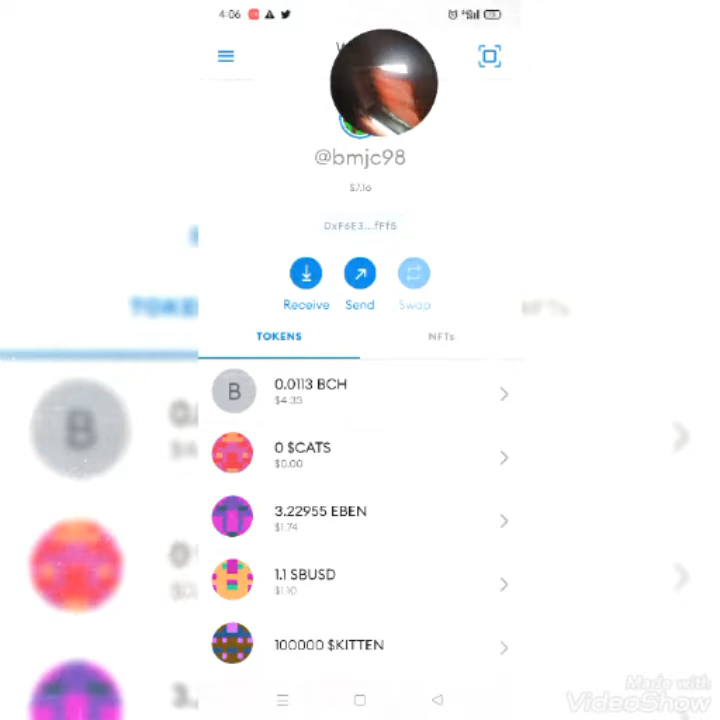 4:06
@bmjc98
$7.16
0xF6E3...fFf6
Receive Send Swap
TOKENS NFTs
B 0.0113 BCH
$4.33
0 $CATS
$0.00
3.22955 EBEN
$1.74
1.1 SBUSD
$1.10
100000 $KITTEN
TOKE
B
Made with
VideoShow